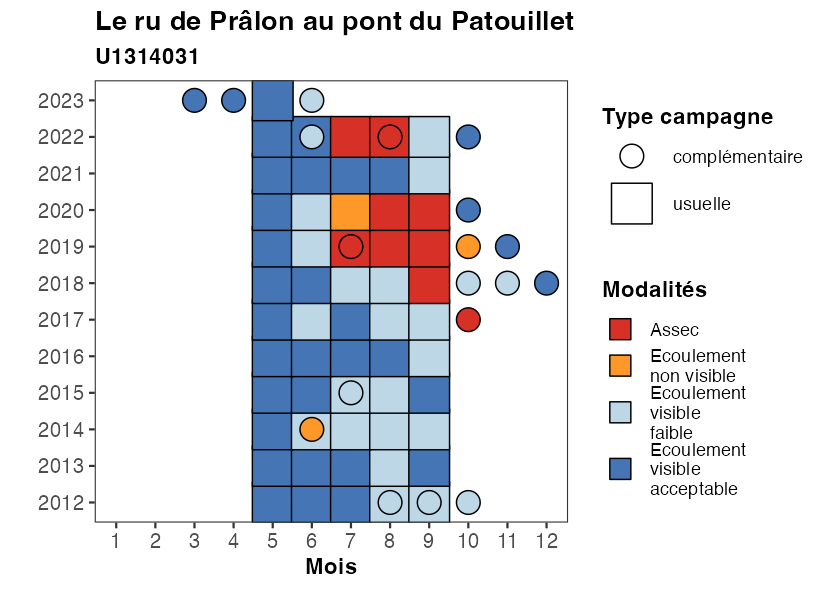 Le ru de Prâlon au pont du Patouillet
U1314031
2023
2022
2021
2020
2019
2018
2017
2016
2015
2014
2013
2012
1 2 3 4 5 6 7 8 9 10 11 12
Mois
Type campagne
complémentaire
usuelle
Modalités
Assec
Ecoulement
non visible
Ecoulement
visible
faible
Ecoulement
visible
acceptable